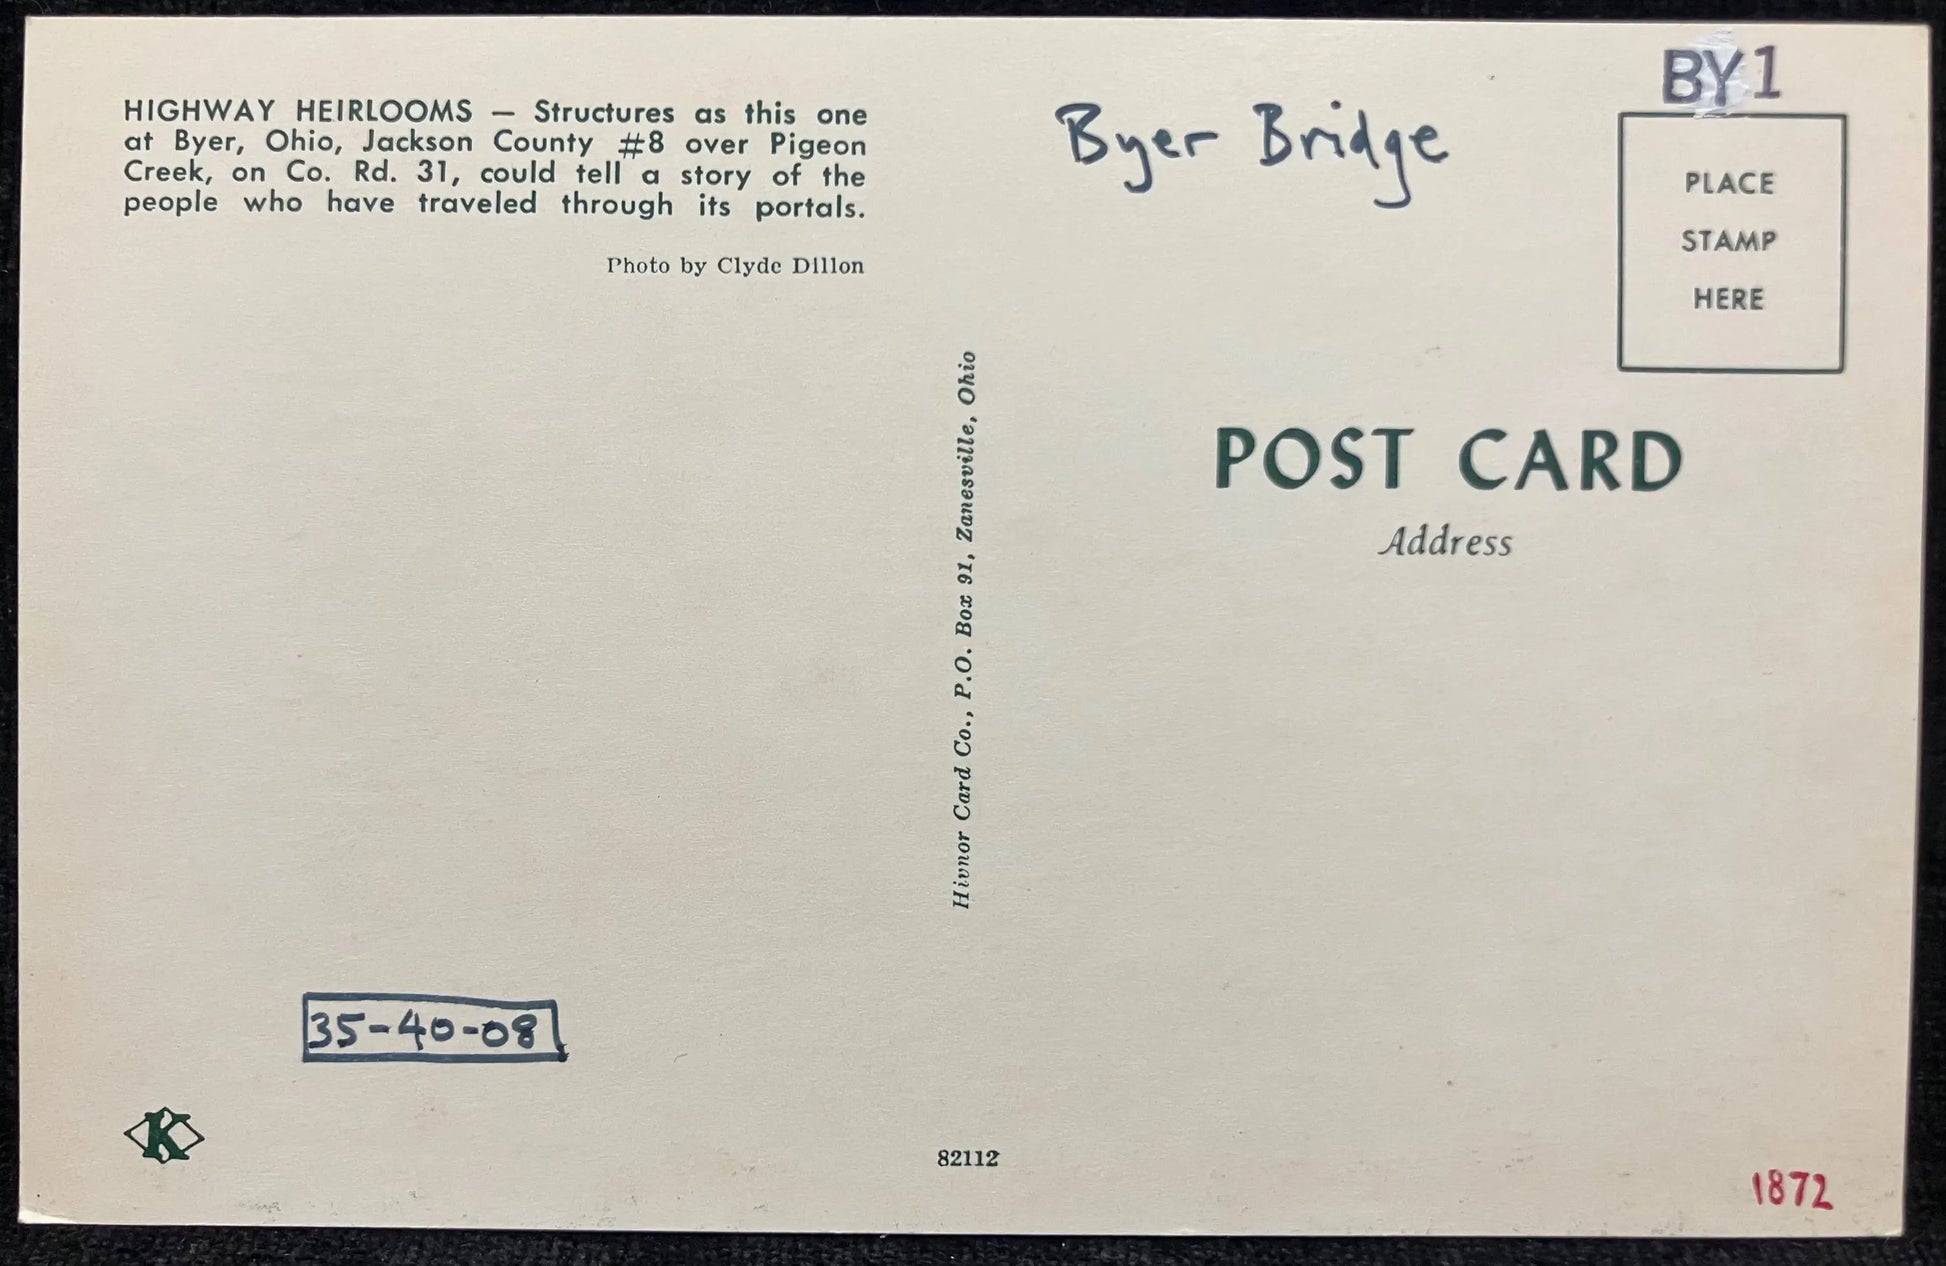 BY1
HIGHWAY HEIRLOOMS — Structures as this one
at Byer, Ohio, Jackson County #8 over Pigeon
Creek, on Co. Rd. 31, could tell a story of the
people who have traveled through its portals.
Photo by Clyde Dillon
Byer Bridge
PLACE
STAMP
HERE
POST CARD
Address
Hivnor Card Co., P.O. Box 91, Zanesville, Ohio
35-40-08
K
82112
1872